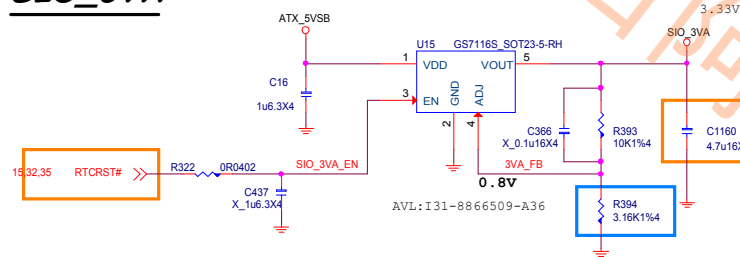 3.33V
ATX_5VSB
SIO_3VA
U15 GS7116S_SOT23-5-RH
1 VDD VOUT 5
C16
1u6.3X4
3 EN GND ADJ
2 4
C366
X_0.1u16X4
R393
10K1%4
C1160
4.7u16X
15,32,35 RTCRST# R322 0R0402 SIO_3VA_EN
3VA_FB
0.8V
C437
X_1u6.3X4
AVL:I31-8866509-A36
R394
3.16K1%4